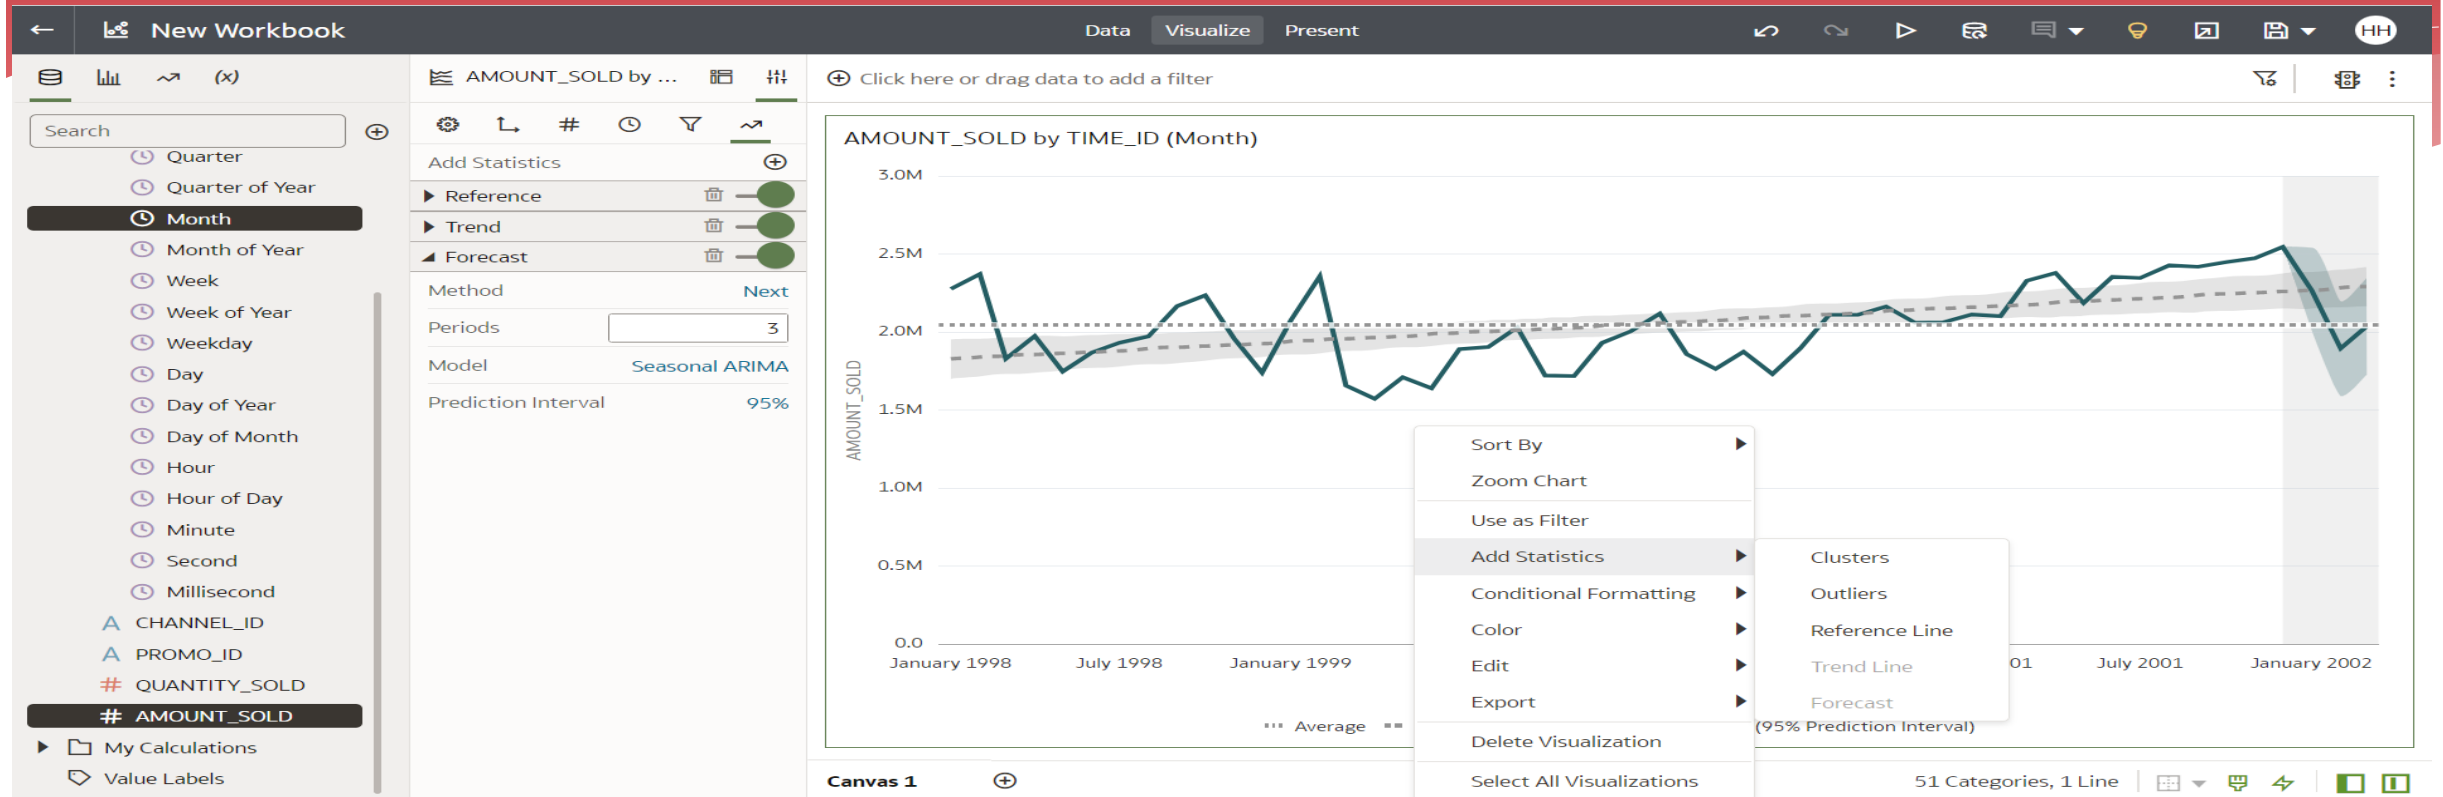 New Workbook
Data Visualize Present
HH
(x)
AMOUNT_SOLD by ...
Click here or drag data to add a filter
Search
Quarter
Quarter of Year
Month
Month of Year
Week
Week of Year
Weekday
Day
Day of Year
Day of Month
Hour
Hour of Day
Minute
Second
Millisecond
A CHANNEL_ID
A PROMO_ID
# QUANTITY_SOLD
# AMOUNT_SOLD
My Calculations
Value Labels
#
Add Statistics
Reference
Trend
Forecast
Method Next
Periods 3
Model Seasonal ARIMA
Prediction Interval 95%
AMOUNT_SOLD by TIME_ID (Month)
3.0M
2.5M
2.0M
1.5M
1.0M
0.5M
0.0
AMOUNT_SOLD
January 1998 July 1998 January 1999 01 July 2001 January 2002
Average (95% Prediction Interval)
Sort By
Zoom Chart
Use as Filter
Add Statistics
Conditional Formatting
Color
Edit
Export
Delete Visualization
Select All Visualizations
Clusters
Outliers
Reference Line
Trend Line
Forecast
Canvas 1
51 Categories, 1 Line